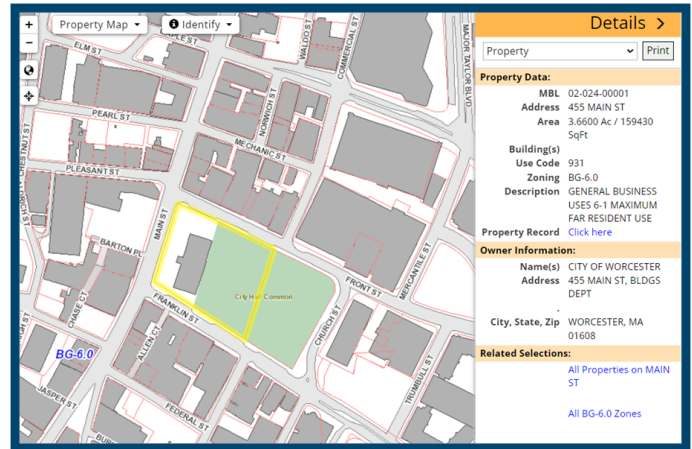 +
−
Property Map
Identify
Details >
Property
Print
ELM ST
WALDO ST
COMMERCIAL ST
MAJOR TAYLOR BLVD
PEARL ST
NORWICH ST
MECHANIC ST
CHESTNUT ST
PLEASANT ST
MAIN ST
BARTON PL
FRONT ST
MERCANTILE ST
City Hall Common
FRANKLIN ST
CHURCH ST
CHASE CT
ALLEN CT
BG-6.0
TRUMBULL ST
JASPER ST
FEDERAL ST
Property Data:
MBL 02-024-00001
Address 455 MAIN ST
Area 3.6600 Ac / 159430
SqFt
Building(s)
Use Code 931
Zoning BG-6.0
Description GENERAL BUSINESS
USES 6-1 MAXIMUM
FAR RESIDENT USE
Property Record Click here
Owner Information:
Name(s) CITY OF WORCESTER
Address 455 MAIN ST, BLDGS
DEPT
,
City, State, Zip WORCESTER, MA
01608
Related Selections:
All Properties on MAIN
ST
All BG-6.0 Zones